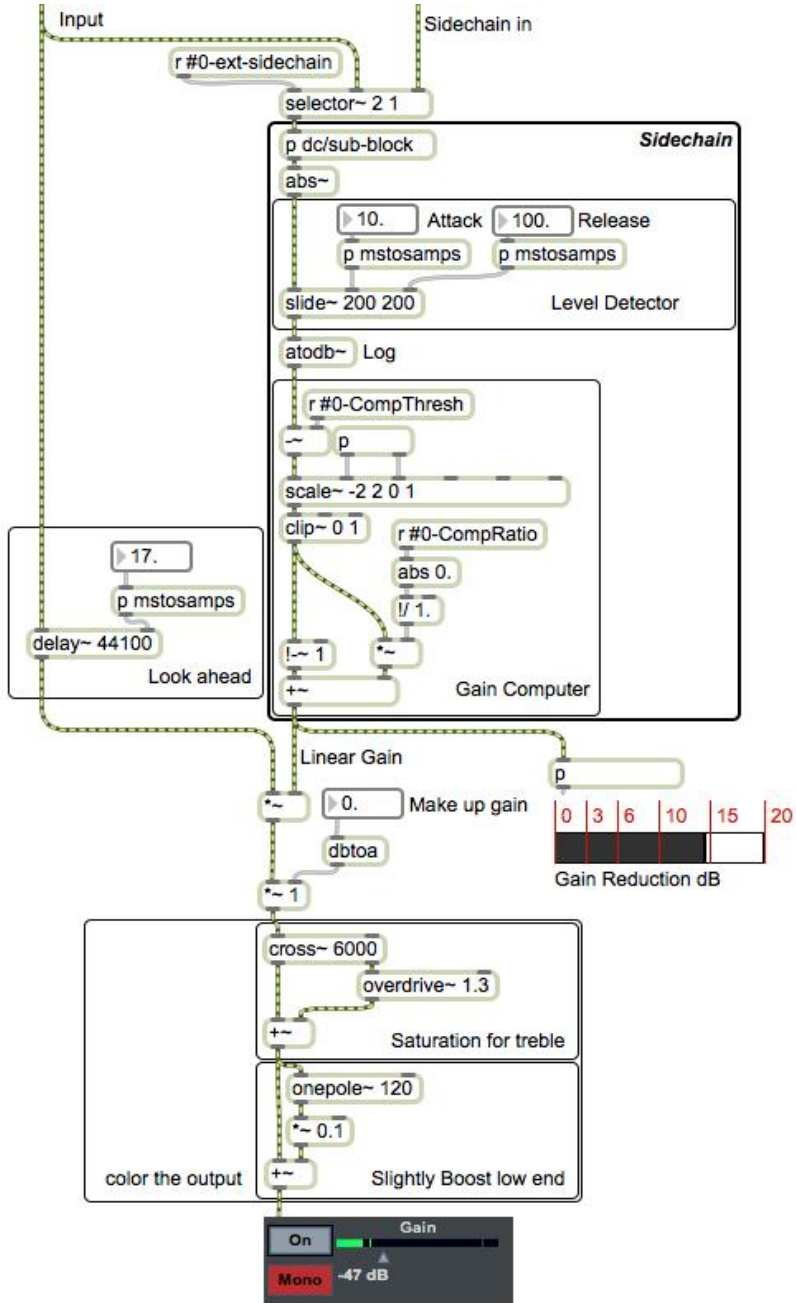 Input
Sidechain in
r #0-ext-sidechain
selector~ 2 1
p dc/sub-block
Sidechain
abs~
10.
Attack
100.
Release
p mstosamps
p mstosamps
slide~ 200 200
Level Detector
atodb~
Log
r #0-CompThresh
-~
p
scale~ -2 2 0 1
clip~ 0 1
r #0-CompRatio
17.
abs 0.
p mstosamps
!/ 1.
delay~ 44100
!-~ 1
*~
Look ahead
+~
Gain Computer
Linear Gain
p
*~
0.
Make up gain
0 3 6 10 15 20
dbtoa
Gain Reduction dB
*~ 1
cross~ 6000
overdrive~ 1.3
+~
Saturation for treble
onepole~ 120
*~ 0.1
+~
color the output
Slightly Boost low end
Gain
On
Mono
-47 dB